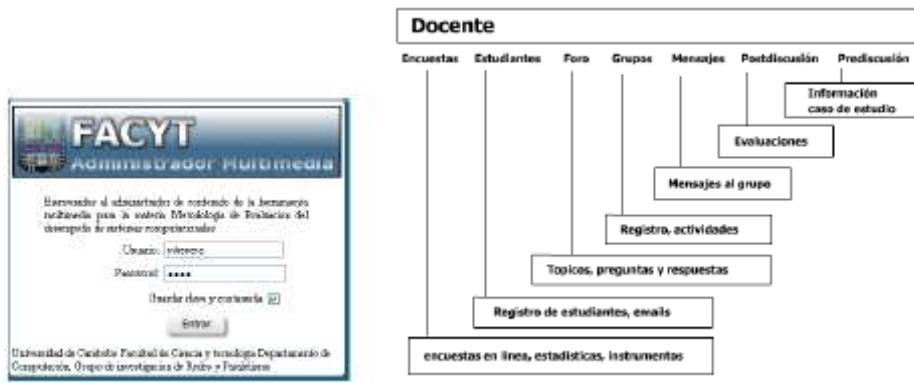 FACYT
Administrador Multimedia
Bienvenidos al administrador de contenido de la herramienta
multimedia para la materia Metodología de Evaluación del
desempeño de sistemas computacionales
Usuario:
Password:
Guardar clave y contraseña
Entrar
Universidad de Carabobo Facultad de Ciencia y tecnología Departamento de
Computación, Grupo de investigación de Redes y
Docente
Encuestas Estudiantes Foro Grupos Mensajes Postdiscusión Prediscusión
Información
caso de estudio
Evaluaciones
Mensajes al grupo
Registro, actividades
Topicos, preguntas y respuestas
Registro de estudiantes, emails
encuestas en linea, estadísticas, instrumentos